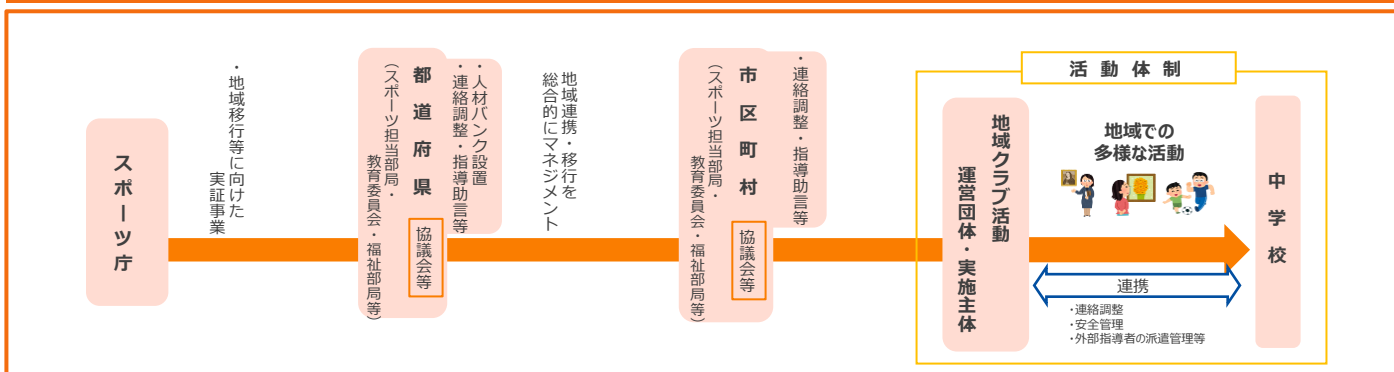 スポーツ庁
・地域移行等に向けた
実証事業
都道府県
（スポーツ担当部局・
教育委員会・福祉部局等）
協議会等
・人材バンク設置
・連絡調整・指導助言等
地域連携・移行を
総合的にマネジメント
市区町村
（スポーツ担当部局・
教育委員会・福祉部局等）
協議会等
・連絡調整・指導助言等
活動体制
地域クラブ活動
運営団体・実施主体
地域での
多様な活動
連携
・連絡調整
・安全管理
・外部指導者の派遣管理等
中学校